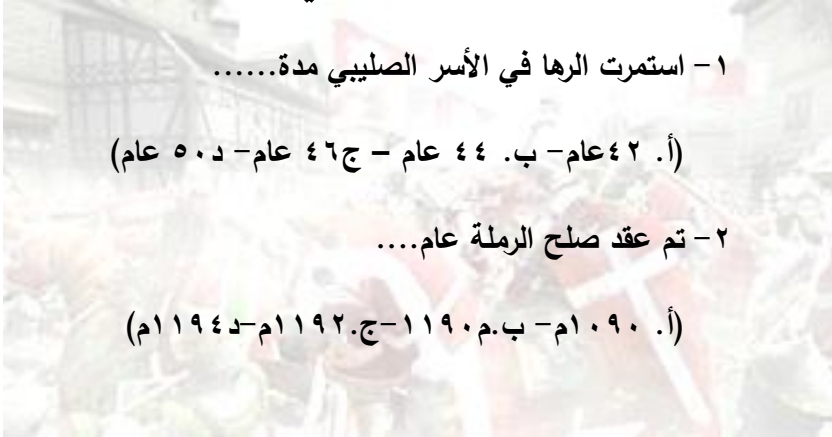 ١- استمرت الرها في الأسر الصليبي مدة......
(أ. ٤٢عام- ب. ٤٤ عام – ج٤٦ عام- د٥٠ عام)
٢- تم عقد صلح الرملة عام....
(أ. ١٠٩٠م- ب.م١١٩٠-ج.١١٩٢م-د١١٩٤م)